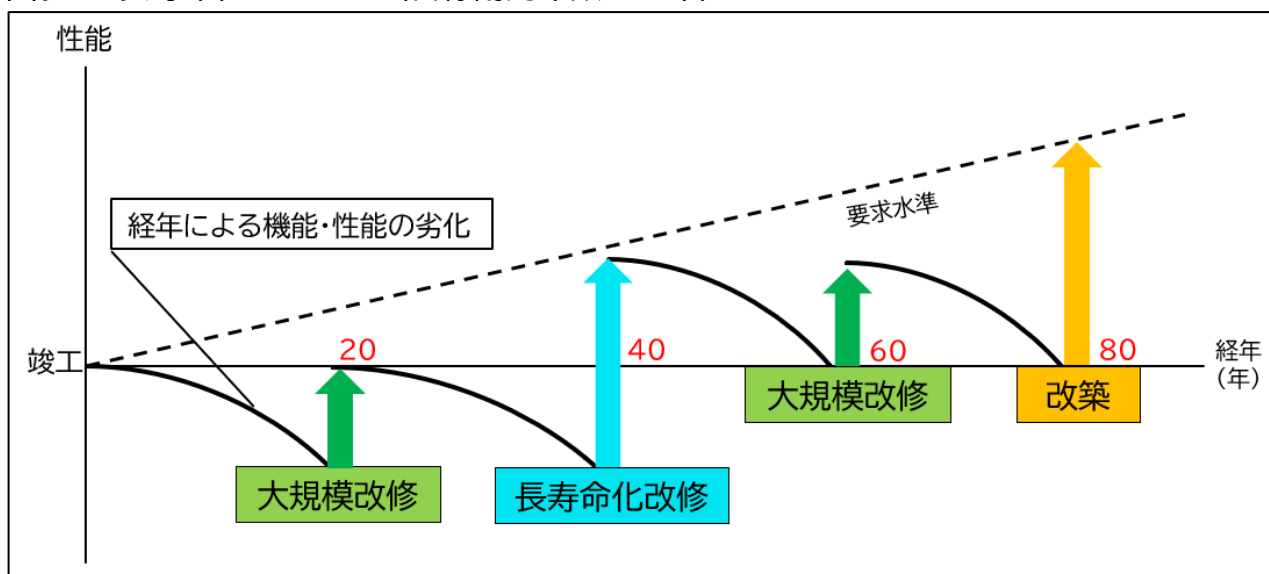 性能
経年による機能・性能の劣化
要求水準
竣工
20
40
60
80
経年
(年)
大規模改修
改築
大規模改修
長寿命化改修